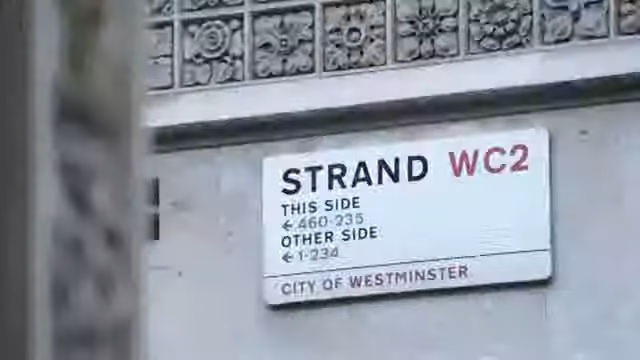 STRAND WC2
THIS SIDE
← 460-235
OTHER SIDE
← 1-234
CITY OF WESTMINSTER